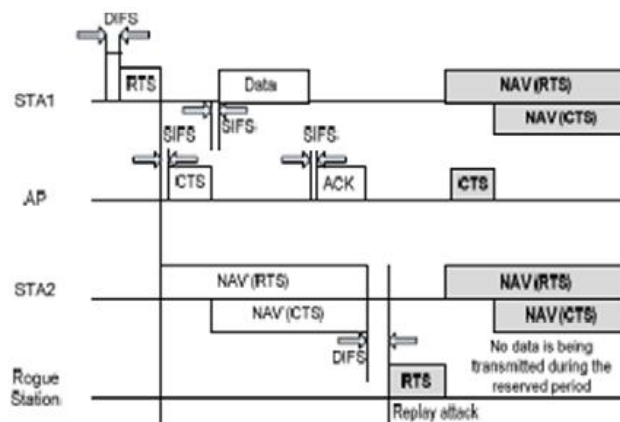 DIFS
RTS
Data
NAV (RTS)
STA1
NAV (CTS)
SIFS
SIFS
SIFS
CTS
ACK
CTS
AP
NAV (RTS)
NAV (RTS)
STA2
NAV (CTS)
NAV (CTS)
DIFS
No data is being
transmitted during the
reserved period
RTS
Rogue
Station
Replay attack